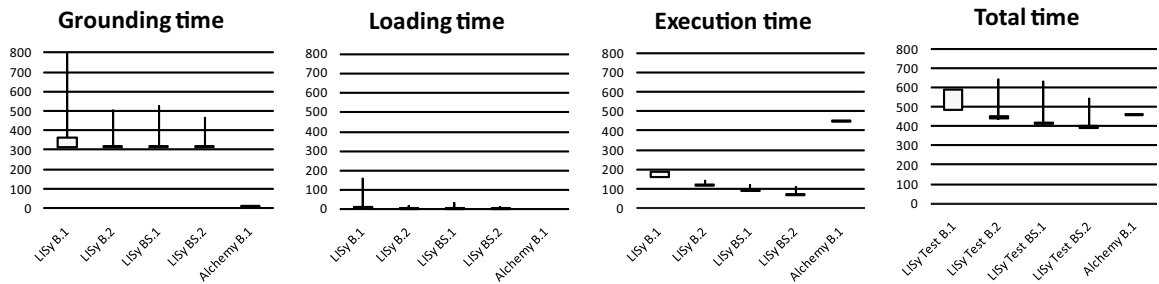 Grounding time
800
700
600
500
400
300
200
100
0
LISy B.1
LISy B.2
LISy BS.1
LISy BS.2
Alchemy B.1
Loading time
800
700
600
500
400
300
200
100
0
LISy B.1
LISy B.2
LISy BS.1
LISy BS.2
Alchemy B.1
Execution time
800
700
600
500
400
300
200
100
0
LISy B.1
LISy B.2
LISy BS.1
LISy BS.2
Alchemy B.1
Total time
800
700
600
500
400
300
200
100
0
LISy Test B.1
LISy Test B.2
LISy Test BS.1
LISy Test BS.2
Alchemy B.1